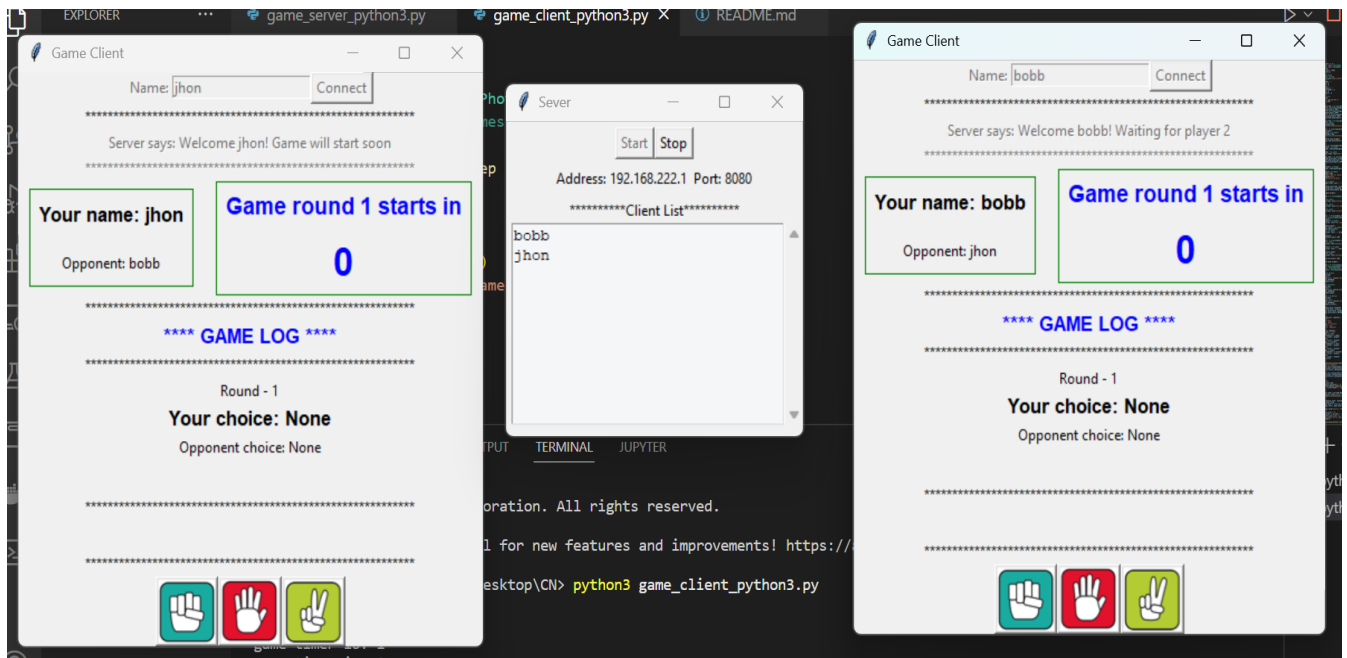 EXPLORER ... game_server_python3.py game_client_python3.py × README.md
Game Client
Name: jhon Connect
**********************************************************
Server says: Welcome jhon! Game will start soon
**********************************************************
Your name: jhon
Opponent: bobb
Game round 1 starts in
0
**********************************************************
**** GAME LOG ****
**********************************************************
Round - 1
Your choice: None
Opponent choice: None
**********************************************************
**********************************************************
Sever
Start Stop
Address: 192.168.222.1 Port: 8080
**********Client List**********
bobb
jhon
TERMINAL JUPYTER
oration. All rights reserved.
l for new features and improvements! https://
esktop\CN> python3 game_client_python3.py
Game Client
Name: bobb Connect
**********************************************************
Server says: Welcome bobb! Waiting for player 2
**********************************************************
Your name: bobb
Opponent: jhon
Game round 1 starts in
0
**********************************************************
**** GAME LOG ****
**********************************************************
Round - 1
Your choice: None
Opponent choice: None
**********************************************************
**********************************************************